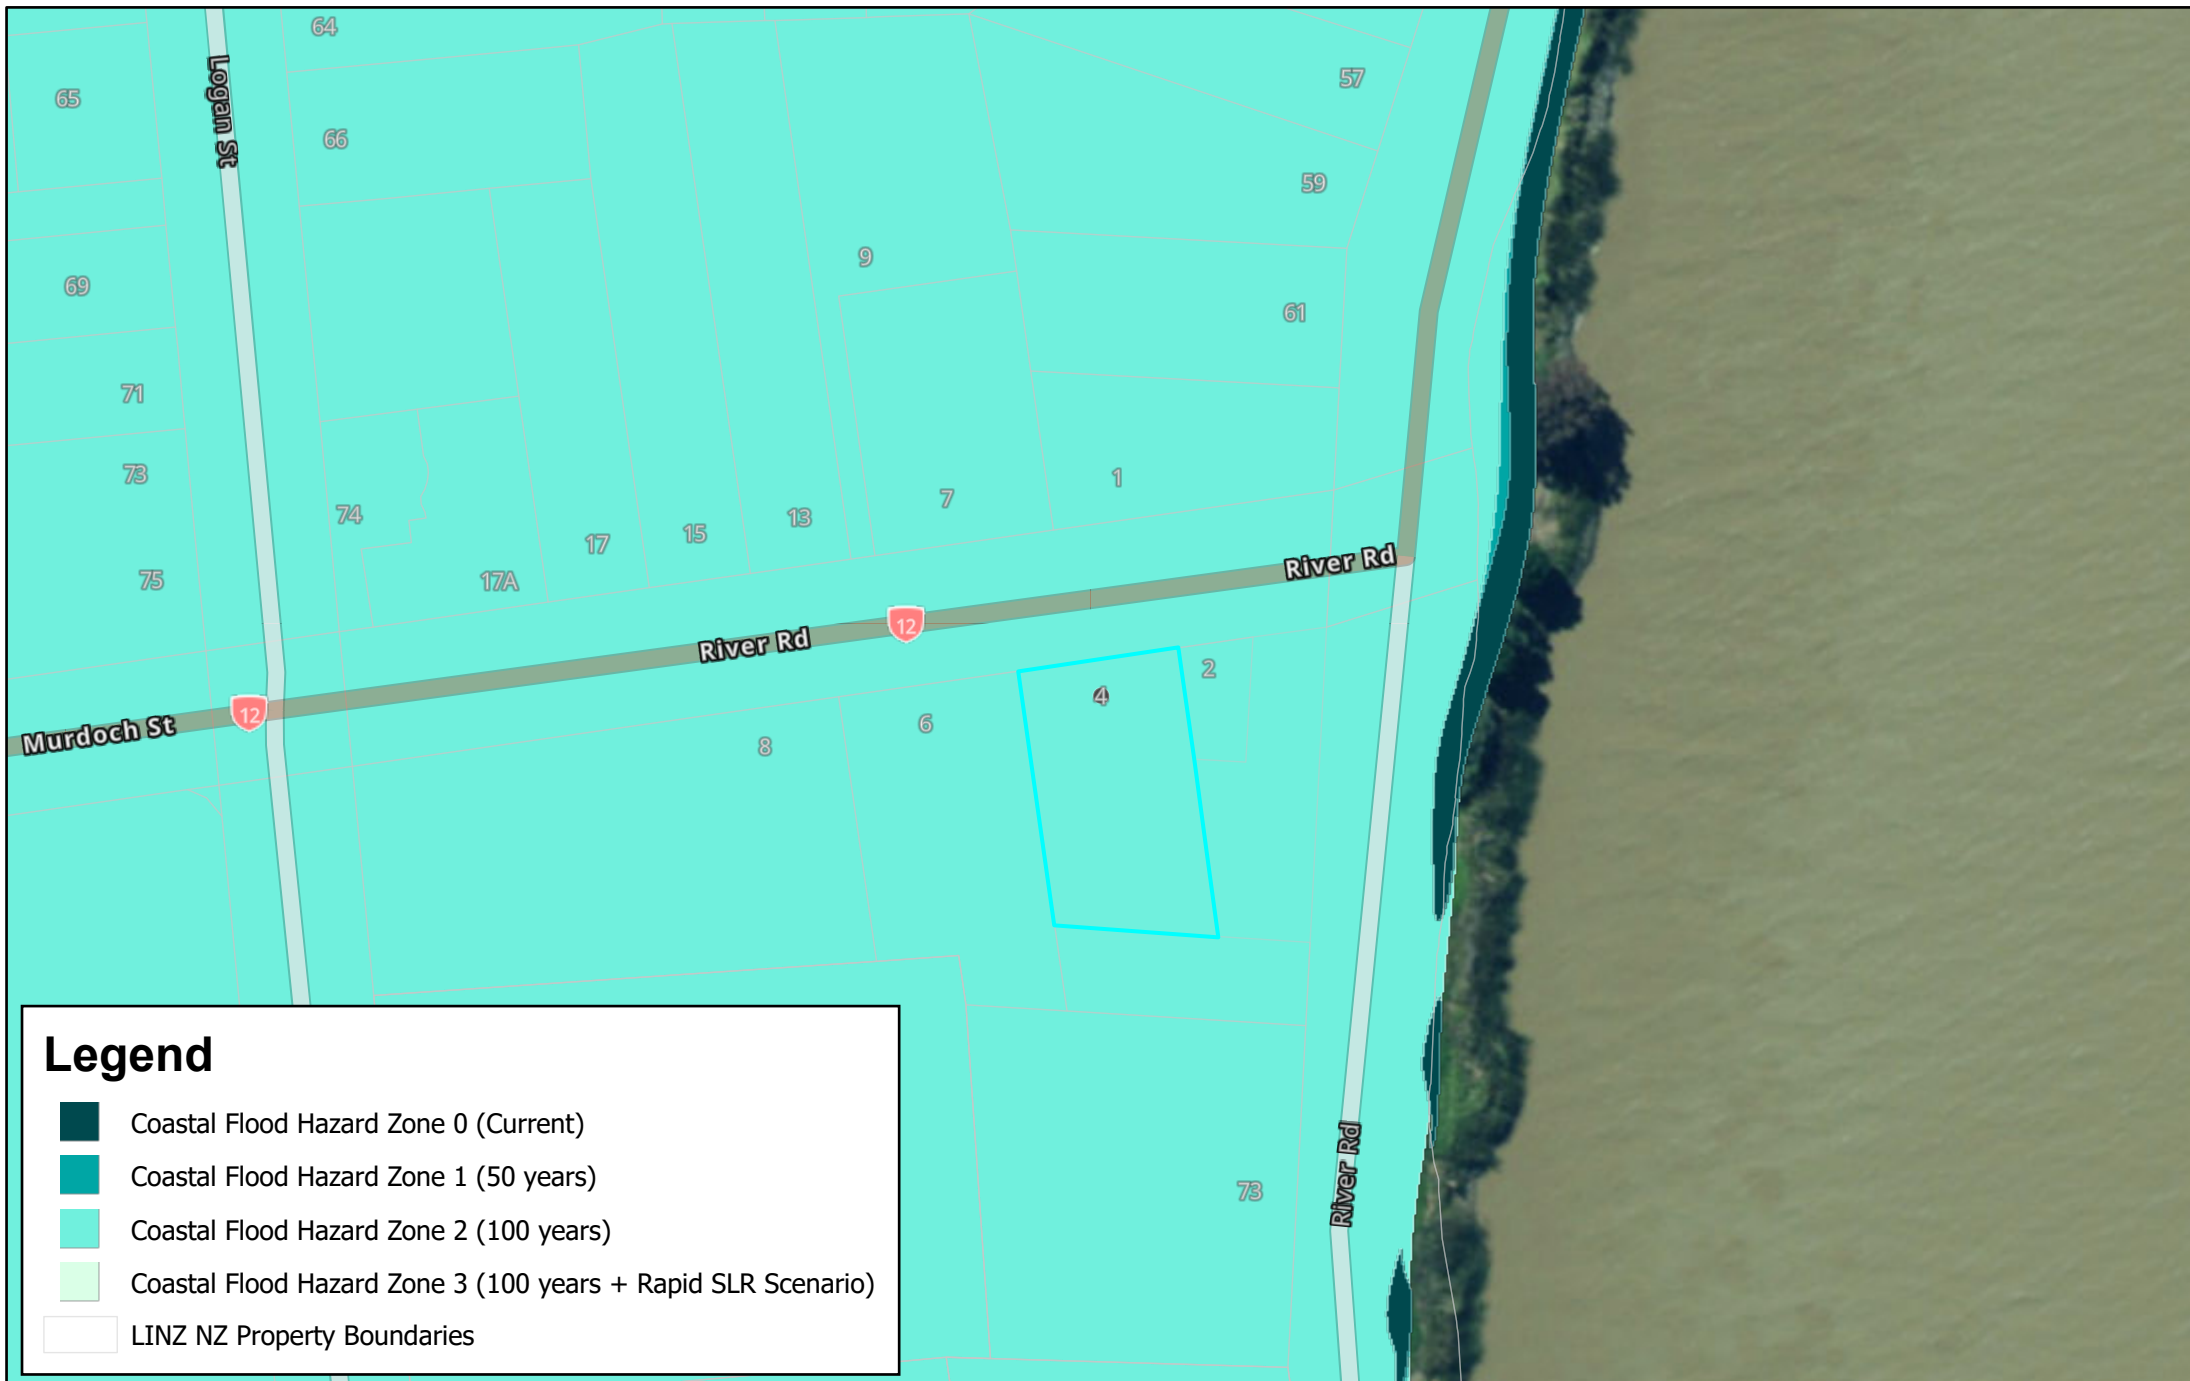 64
57
65
Logan St
66
59
9
69
61
71
1
73
7
74
13
15
17
River Rd
75
17A
12
River Rd
2
4
12
6
Murdoch St
8
Legend
Coastal Flood Hazard Zone 0 (Current)
Coastal Flood Hazard Zone 1 (50 years)
River Rd
73
Coastal Flood Hazard Zone 2 (100 years)
Coastal Flood Hazard Zone 3 (100 years + Rapid SLR Scenario)
LINZ NZ Property Boundaries